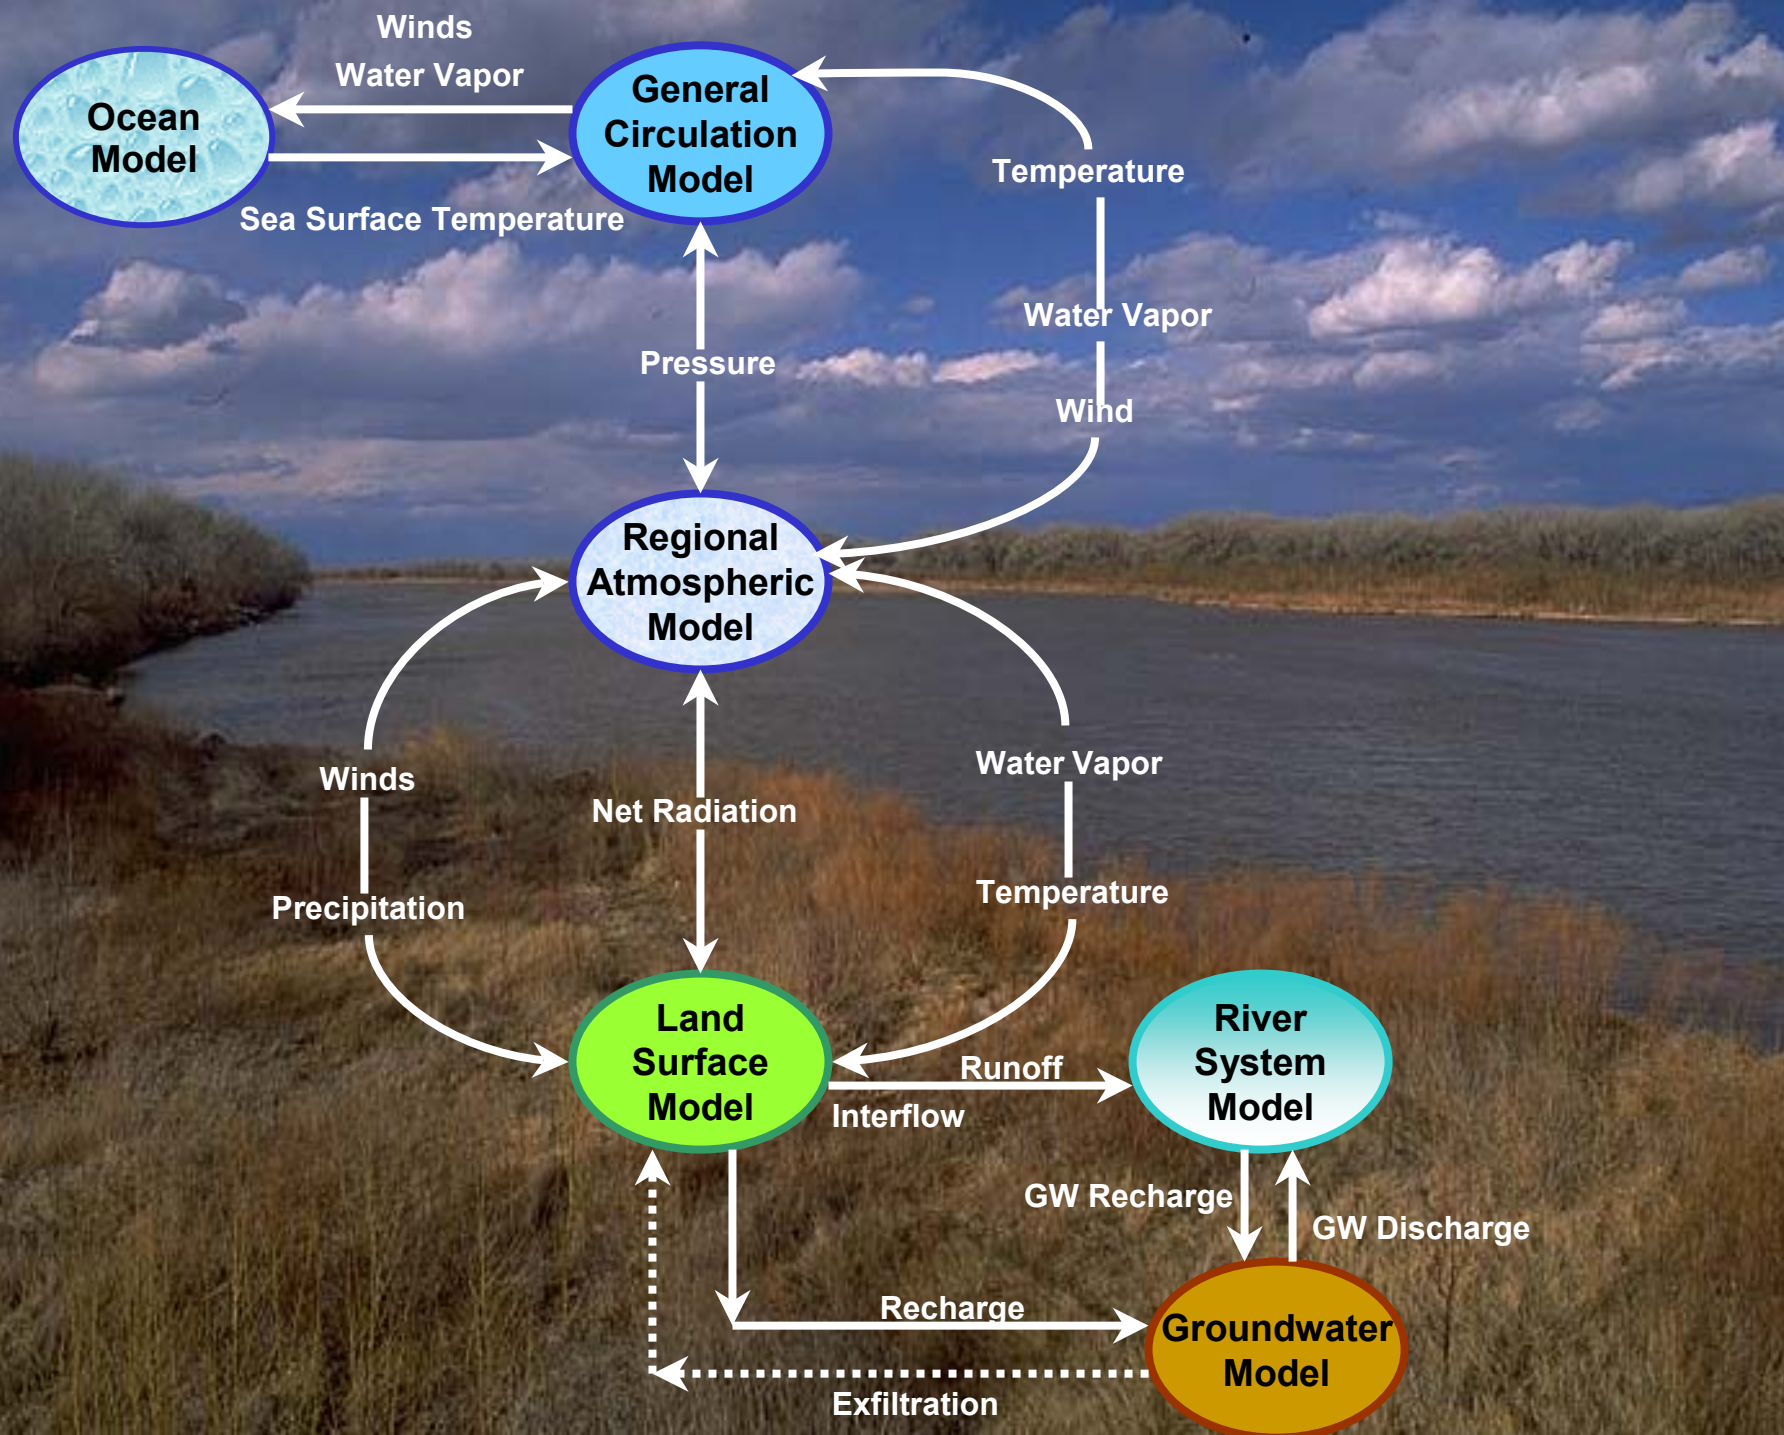 Winds
Water Vapor
Ocean
Model
General
Circulation
Model
Sea Surface Temperature
Temperature
Water Vapor
Pressure
Wind
Regional
Atmospheric
Model
Winds
Net Radiation
Water Vapor
Precipitation
Temperature
Land
Surface
Model
Runoff
Interflow
River
System
Model
GW Recharge
GW Discharge
Recharge
Groundwater
Model
Exfiltration